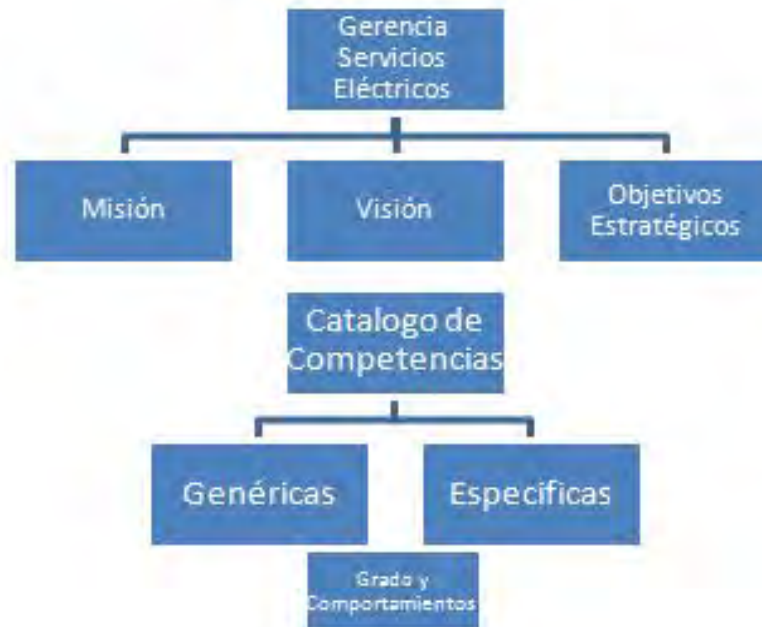 Gerencia
Servicios
Eléctricos
Misión
Visión
Objetivos
Estratégicos
Catalogo de
Competencias
Genéricas
Especificas
Grado y
Comportamientos